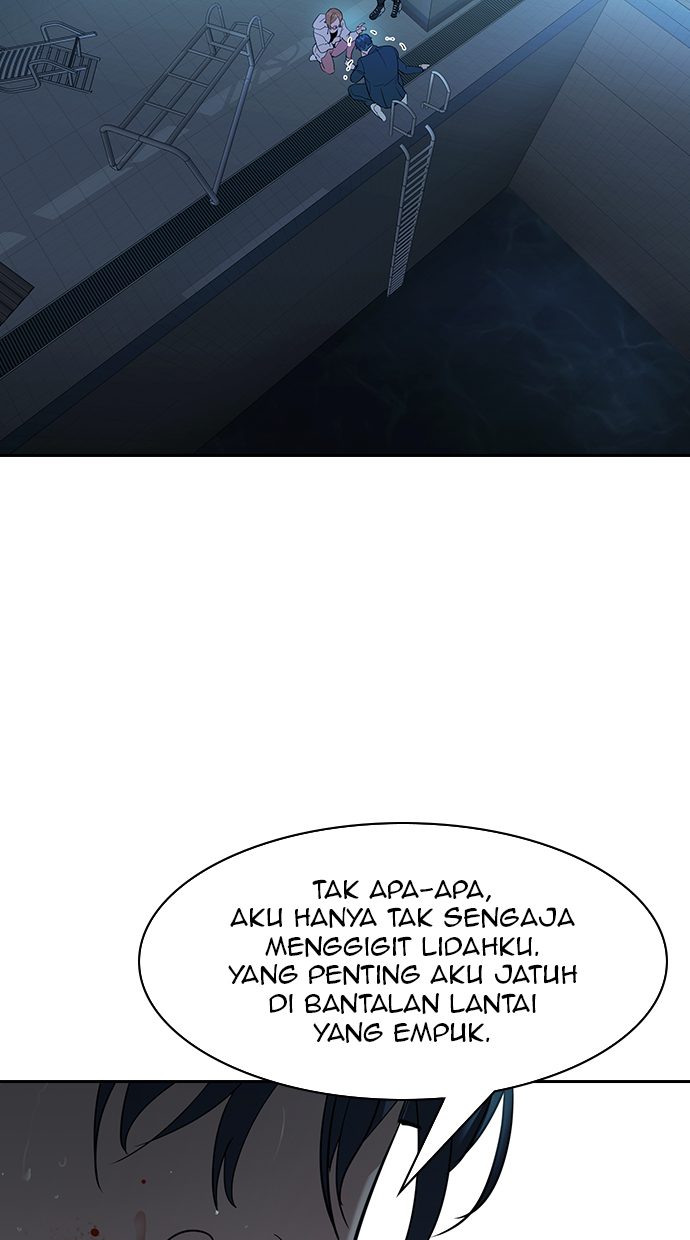 TAK APA-APA,
AKU HANYA TAK SENGAJA
MENGGIGIT LIDAHKU.
YANG PENTING AKU JATUH
DI BANTALAN LANTAI
YANG EMPUK.